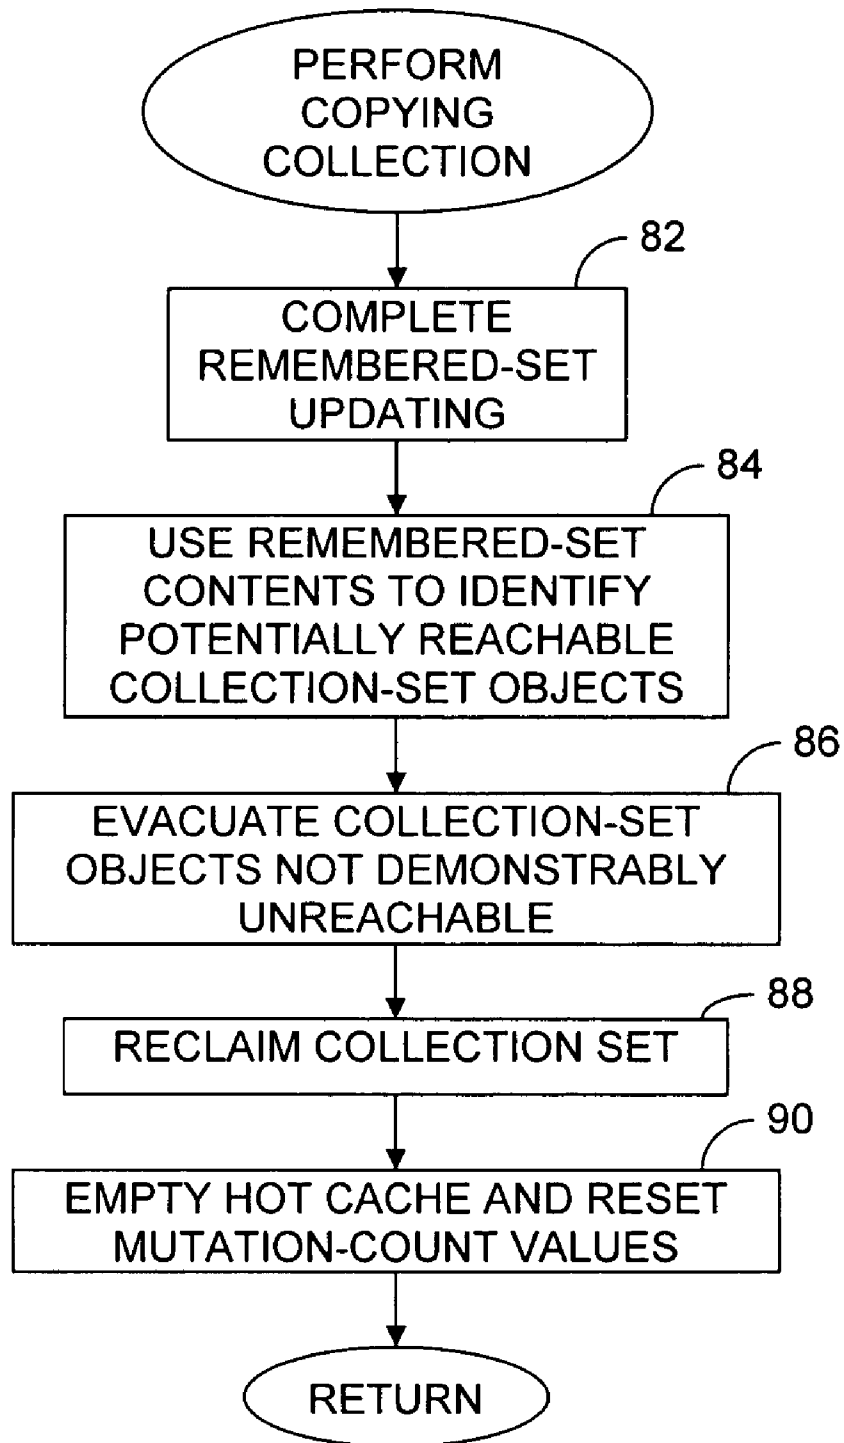 PERFORM
COPYING
COLLECTION
82
COMPLETE
REMEMBERED-SET
UPDATING
84
USE REMEMBERED-SET
CONTENTS TO IDENTIFY
POTENTIALLY REACHABLE
COLLECTION-SET OBJECTS
86
EVACUATE COLLECTION-SET
OBJECTS NOT DEMONSTRABLY
UNREACHABLE
88
RECLAIM COLLECTION SET
90
EMPTY HOT CACHE AND RESET
MUTATION-COUNT VALUES
RETURN